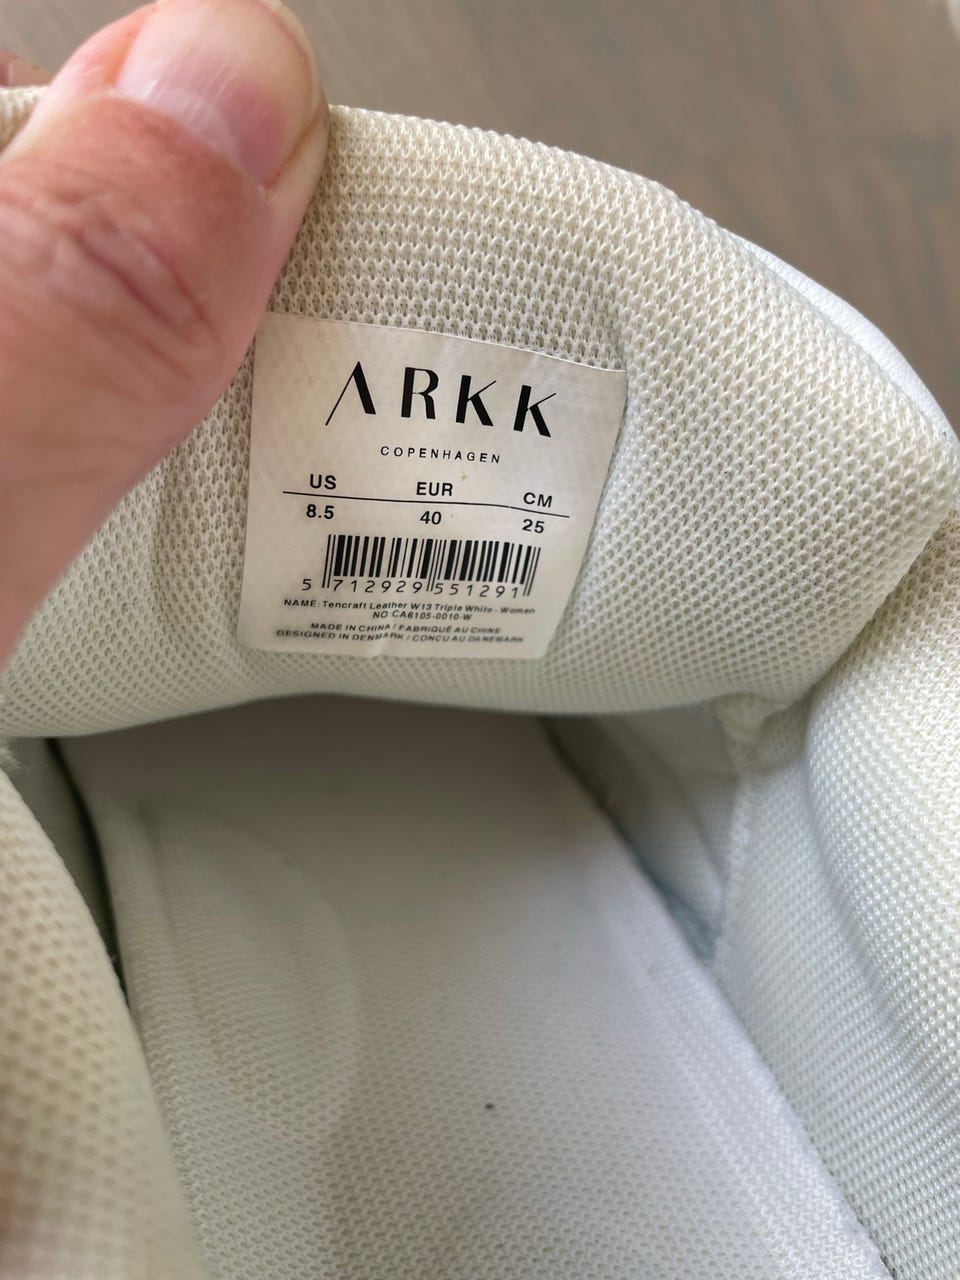 ARKK
COPENHAGEN
US EUR CM
8.5 40 25
5 712929 551291
NAME: Tencraft Leather W13 Triple White - Women
NO:CA6105-0010-W
MADE IN CHINA / FABRIQUÉ AU CHINE
DESIGNED IN DENMARK / CONCU AU DANEMARK